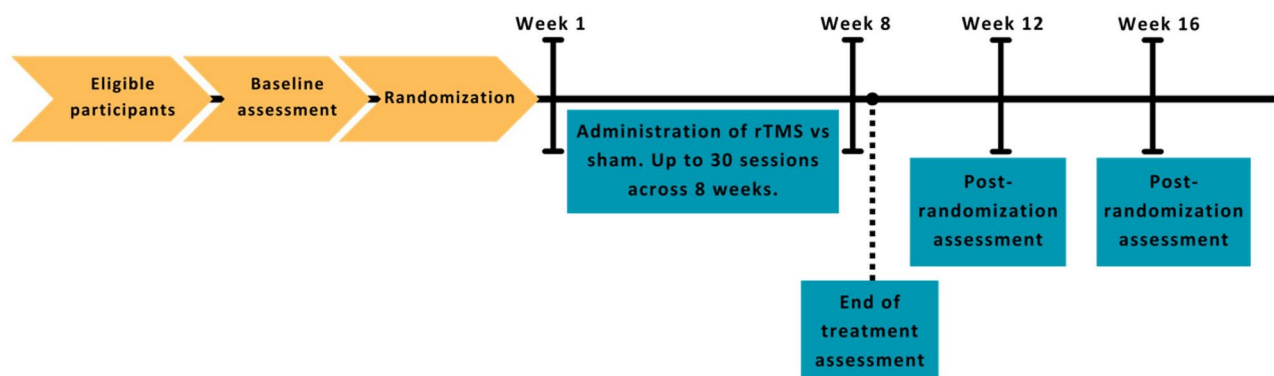 Week 1
Week 8
Week 12
Week 16
Eligible
participants
Baseline
assessment
Randomization
Administration of rTMS vs
sham. Up to 30 sessions
across 8 weeks.
Post-
randomization
assessment
Post-
randomization
assessment
End of
treatment
assessment